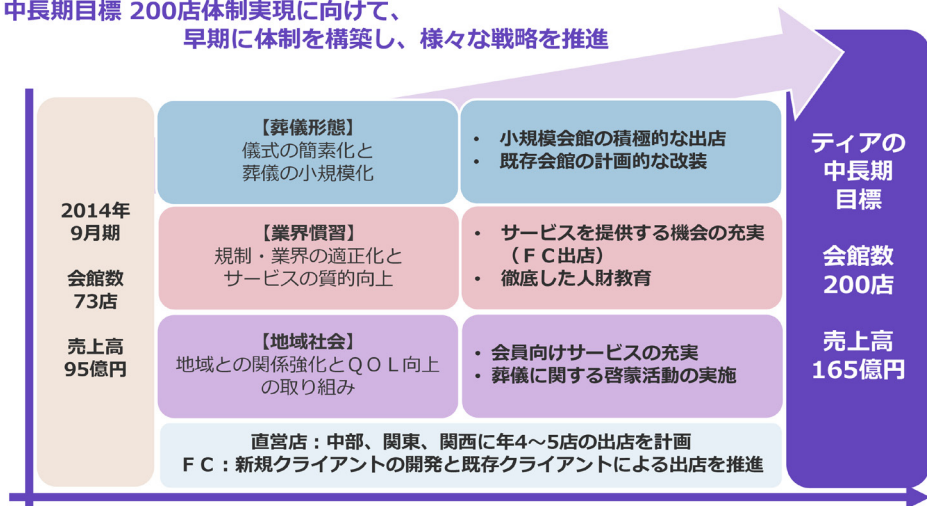 中長期目標 200店体制実現に向けて、
早期に体制を構築し、様々な戦略を推進
2014年
9月期
会館数
73店
売上高
95億円
【葬儀形態】
儀式の簡素化と
葬儀の小規模化
・ 小規模会館の積極的な出店
・ 既存会館の計画的な改装
【業界慣習】
規制・業界の適正化と
サービスの質的向上
・ サービスを提供する機会の充実
（ＦＣ出店）
・ 徹底した人財教育
【地域社会】
地域との関係強化とＱＯＬ向上
の取り組み
・会員向けサービスの充実
・葬儀に関する啓蒙活動の実施
直営店：中部、関東、関西に年4～5店の出店を計画
ＦＣ：新規クライアントの開発と既存クライアントによる出店を推進
ティアの
中長期
目標
会館数
200店
売上高
165億円